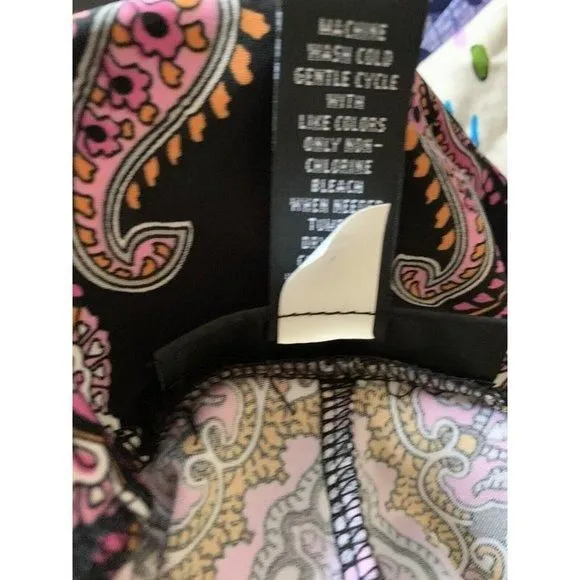 MACHINE
WASH COLD
GENTLE CYCLE
WITH
LIKE COLORS
ONLY NON-
CHLORINE
BLEACH
WHEN NEEDED